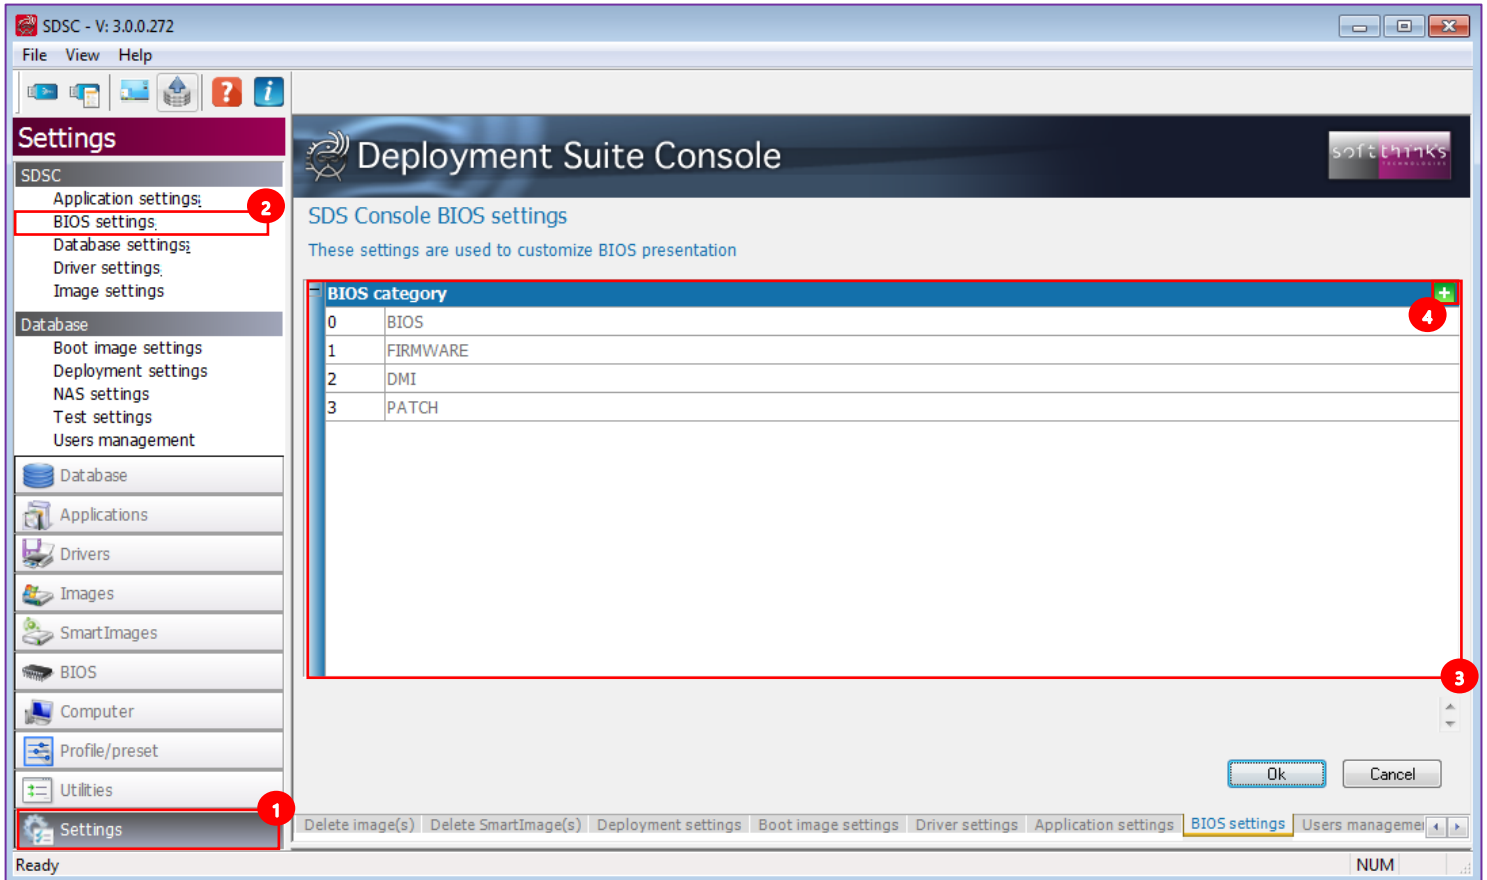 SDSC - V: 3.0.0.272
File View Help
Settings
SDSC
Application settings
BIOS settings
Database settings
Driver settings
Image settings
2
Database
Boot image settings
Deployment settings
NAS settings
Test settings
Users management
Database
Applications
Drivers
Images
SmartImages
BIOS
Computer
Profile/preset
Utilities
1
Settings
Deployment Suite Console
softthinks
TECHNOLOGIES
SDS Console BIOS settings
These settings are used to customize BIOS presentation
BIOS category
4
0 BIOS
1 FIRMWARE
2 DMI
3 PATCH
3
Ok Cancel
Delete image(s) Delete SmartImage(s) Deployment settings Boot image settings Driver settings Application settings BIOS settings Users managemei
Ready NUM